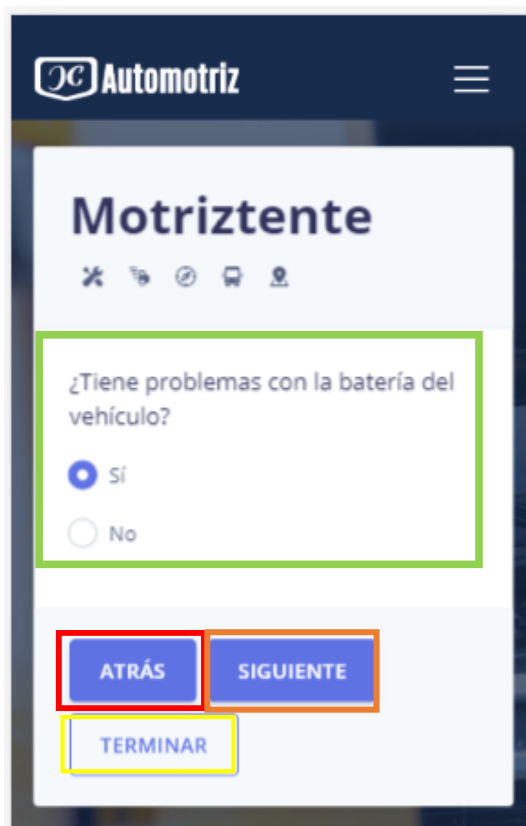 JC Automotriz
Motriztente
¿Tiene problemas con la batería del
vehículo?
Sí
No
ATRÁS SIGUIENTE
TERMINAR